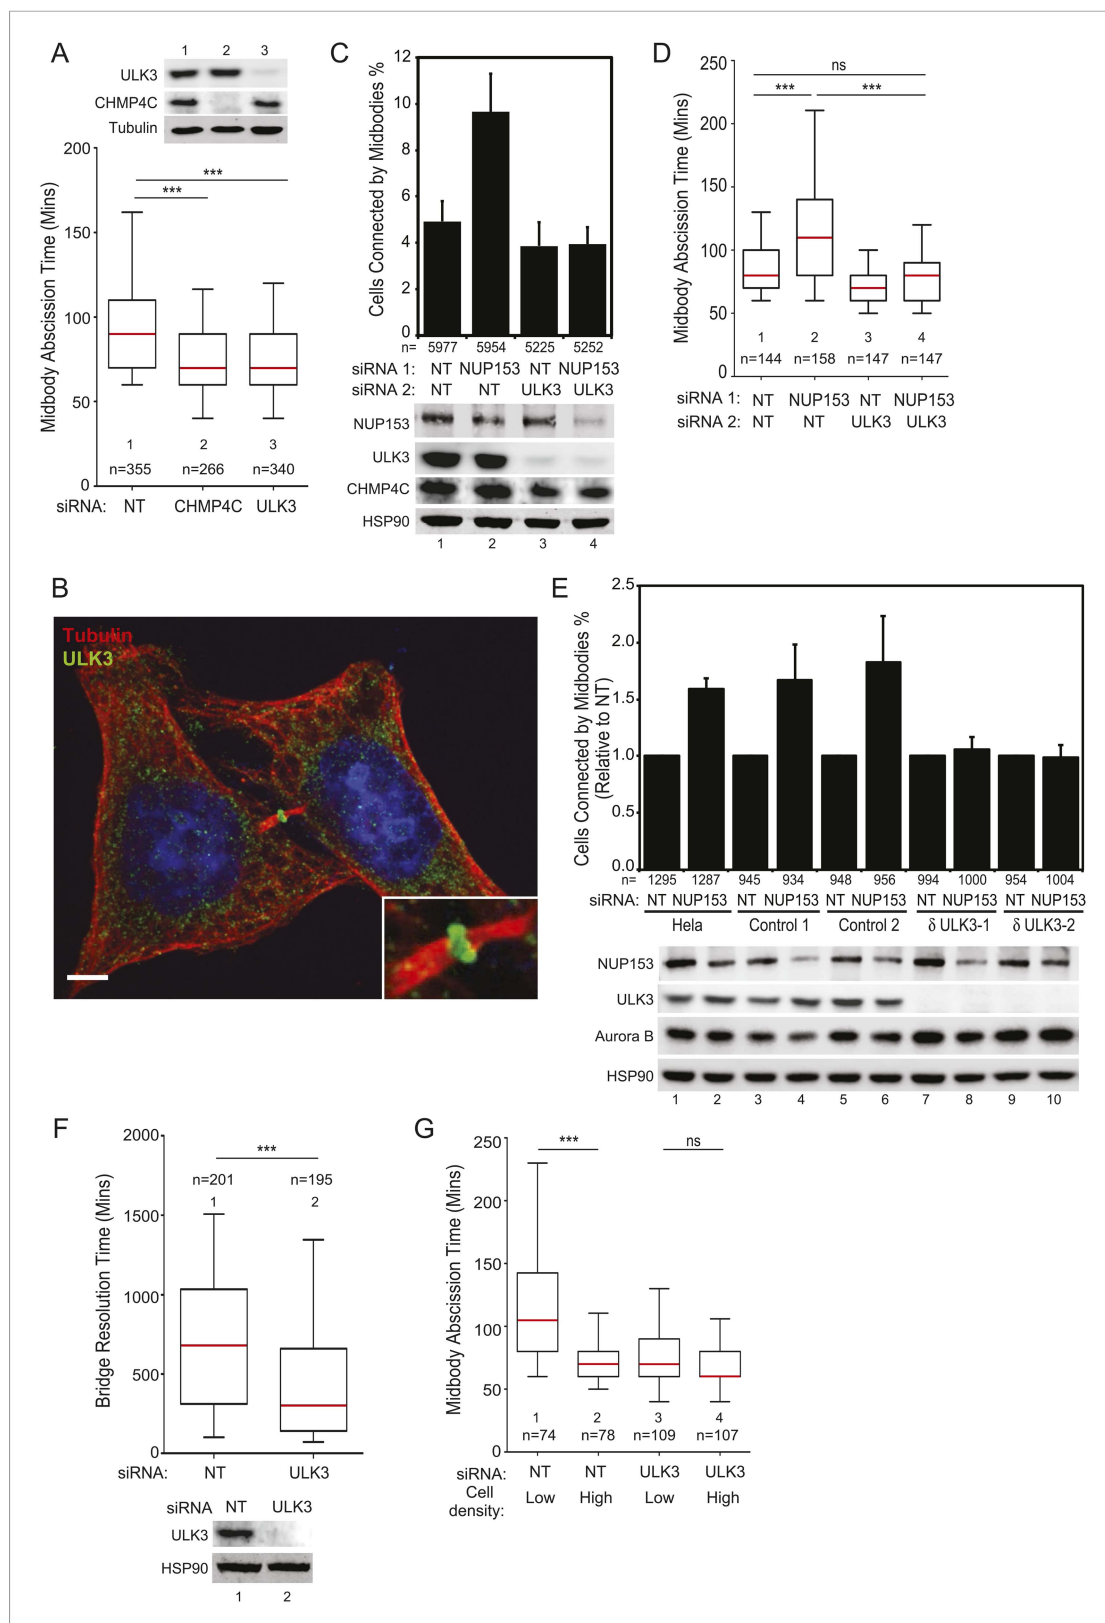 A
1 2 3
ULK3
CHMP4C
Tubulin
Midbody Abscission Time (Mins)
200
150
100
50
0
***
***
1 2 3
n=355 n=266 n=340
siRNA: NT CHMP4C ULK3
C
Cells Connected by Midbodies %
12
10
8
6
4
2
0
n= 5977 5954 5225 5252
siRNA 1: NT NUP153 NT NUP153
siRNA 2: NT NT ULK3 ULK3
NUP153
ULK3
CHMP4C
HSP90
1 2 3 4
D
Midbody Abscission Time (Mins)
250
200
150
100
50
0
ns
*** ***
1 2 3 4
n=144 n=158 n=147 n=147
siRNA 1: NT NUP153 NT NUP153
siRNA 2: NT NT ULK3 ULK3
B
Tubulin
ULK3
E
Cells Connected by Midbodies %
(Relative to NT)
2.5
2.0
1.5
1.0
0.5
0.0
n= 1295 1287 945 934 948 956 994 1000 954 1004
siRNA: NT NUP153 NT NUP153 NT NUP153 NT NUP153 NT NUP153
Hela Control 1 Control 2 δ ULK3-1 δ ULK3-2
NUP153
ULK3
Aurora B
HSP90
1 2 3 4 5 6 7 8 9 10
F
Bridge Resolution Time (Mins)
2000
1500
1000
500
0
***
n=201 n=195
1 2
siRNA: NT ULK3
siRNA NT ULK3
ULK3
HSP90
1 2
G
Midbody Abscission Time (Mins)
250
200
150
100
50
0
*** ns
1 2 3 4
n=74 n=78 n=109 n=107
siRNA: NT NT ULK3 ULK3
Cell
density: Low High Low High